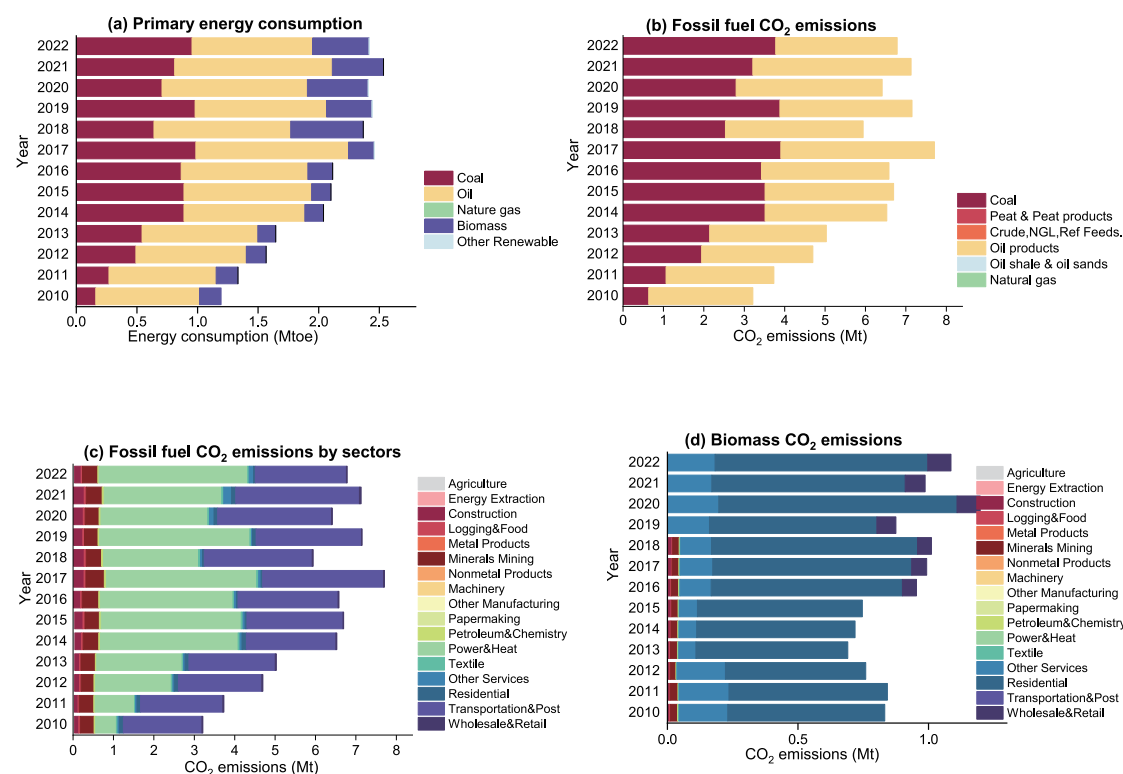 (a) Primary energy consumption
2022
2021
2020
2019
2018
2017
2016
2015
2014
2013
2012
2011
2010
Year
0.0 0.5 1.0 1.5 2.0 2.5
Energy consumption (Mtoe)
Coal
Oil
Nature gas
Biomass
Other Renewable
(b) Fossil fuel CO₂ emissions
2022
2021
2020
2019
2018
2017
2016
2015
2014
2013
2012
2011
2010
Year
0 1 2 3 4 5 6 7 8
CO₂ emissions (Mt)
Coal
Peat & Peat products
Crude,NGL,Ref Feeds.
Oil products
Oil shale & oil sands
Natural gas
(c) Fossil fuel CO₂ emissions by sectors
2022
2021
2020
2019
2018
2017
2016
2015
2014
2013
2012
2011
2010
Year
0 1 2 3 4 5 6 7 8
CO₂ emissions (Mt)
Agriculture
Energy Extraction
Construction
Logging&Food
Metal Products
Minerals Mining
Nonmetal Products
Machinery
Other Manufacturing
Papermaking
Petroleum&Chemistry
Power&Heat
Textile
Other Services
Residential
Transportation&Post
Wholesale&Retail
(d) Biomass CO₂ emissions
2022
2021
2020
2019
2018
2017
2016
2015
2014
2013
2012
2011
2010
Year
0.0 0.5 1.0
CO₂ emissions (Mt)
Agriculture
Energy Extraction
Construction
Logging&Food
Metal Products
Minerals Mining
Nonmetal Products
Machinery
Other Manufacturing
Papermaking
Petroleum&Chemistry
Power&Heat
Textile
Other Services
Residential
Transportation&Post
Wholesale&Retail